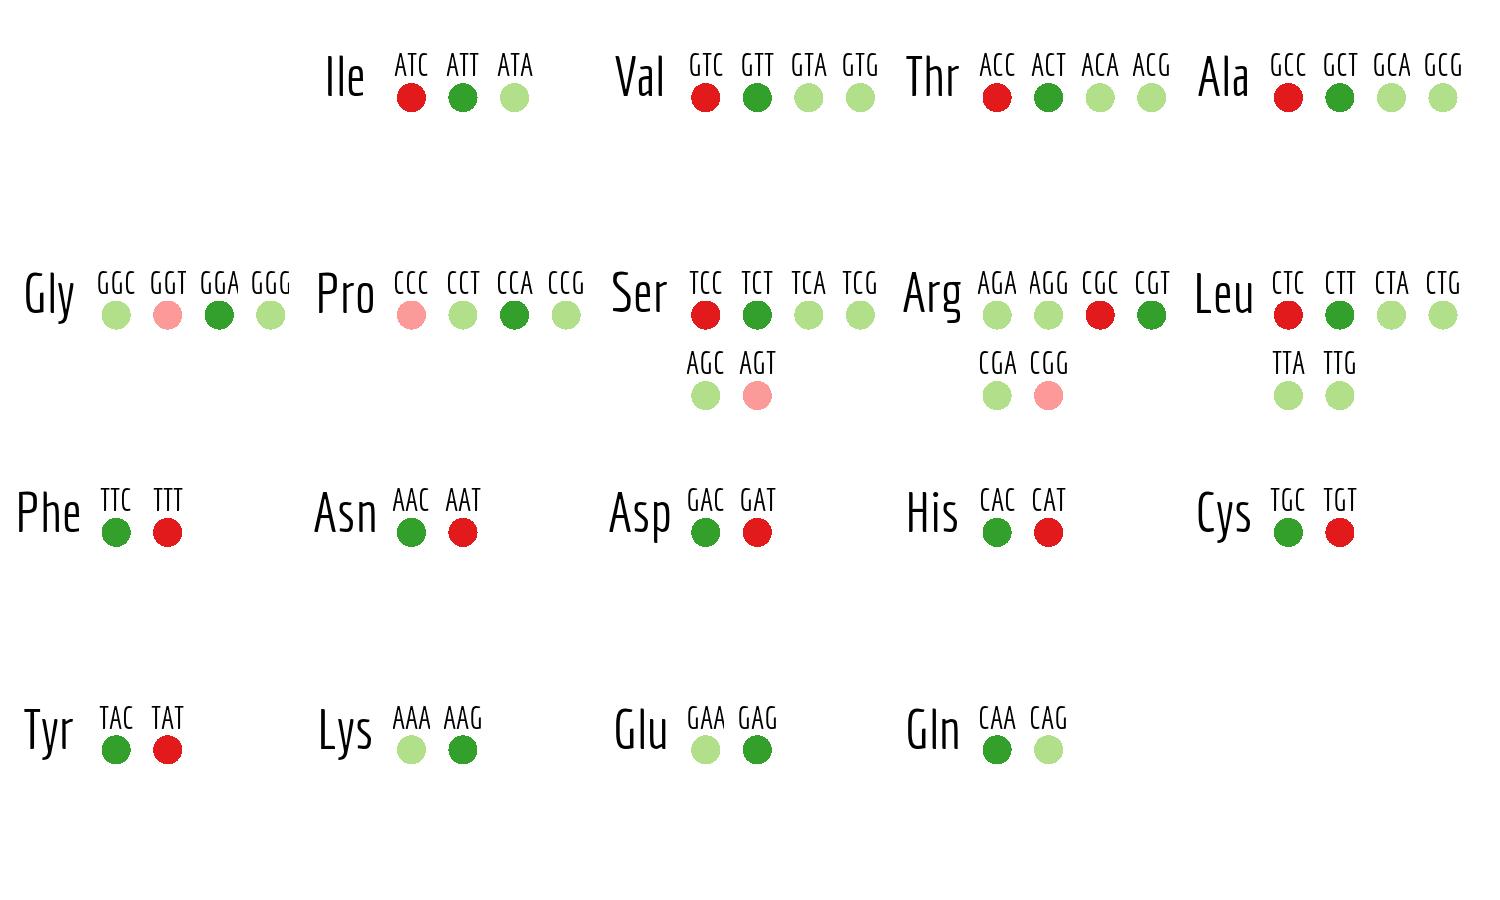 Ile ATC ATT ATA Val GTC GTT GTA GTG Thr ACC ACT ACA ACG Ala GCC GCT GCA GCG
Gly GGC GGT GGA GGG Pro CCC CCT CCA CCG Ser TCC TCT TCA TCG Arg AGA AGG CGC CGT Leu CTC CTT CTA CTG
AGC AGT CGA CGG TTA TTG
Phe TTC TTT Asn AAC AAT Asp GAC GAT His CAC CAT Cys TGC TGT
Tyr TAC TAT Lys AAA AAG Glu GAA GAG Gln CAA CAG